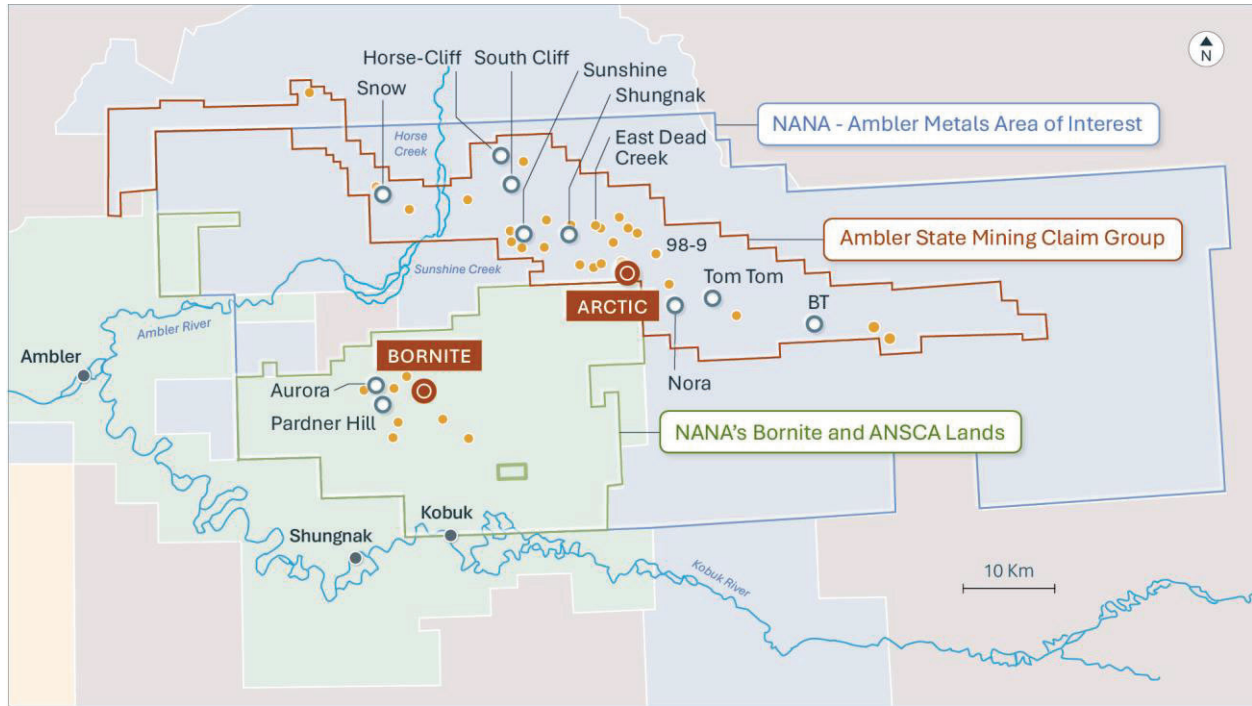 Horse-Cliff
South Cliff
Sunshine
Snow
Shungnak
N
NANA - Ambler Metals Area of Interest
Horse
Creek
East Dead
Creek
Ambler State Mining Claim Group
98-9
Sunshine Creek
Tom Tom
ARCTIC
BT
Ambler River
Ambler
BORNITE
Aurora
Nora
Pardner Hill
NANA's Bornite and ANSCA Lands
Kobuk
Shungnak
Kobuk River
10 Km